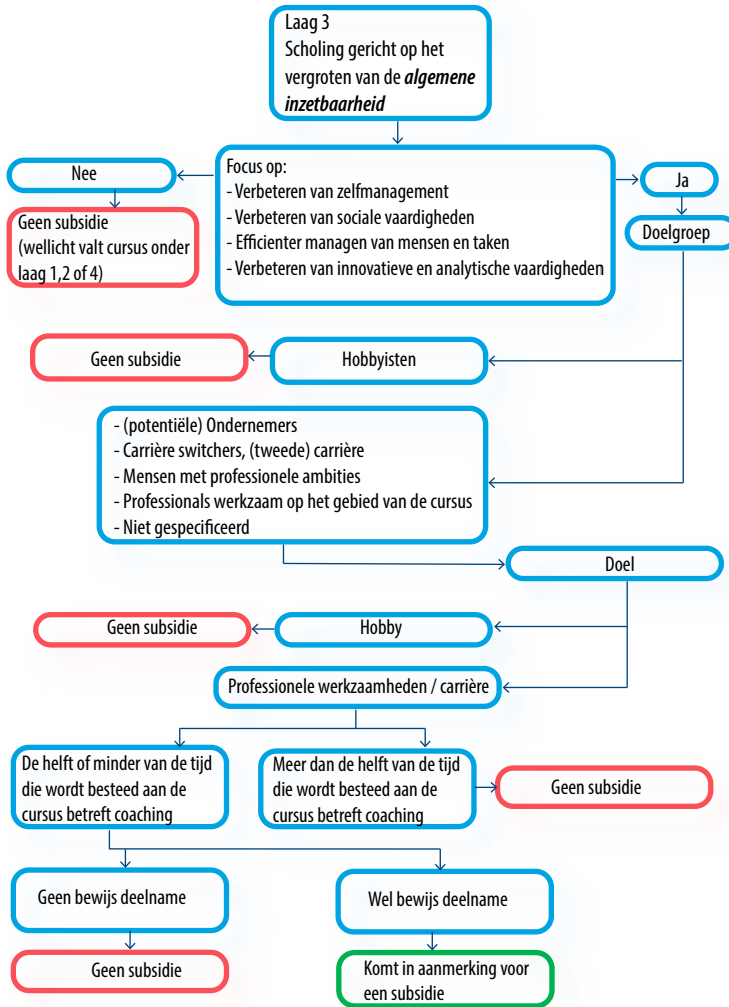 Laag 3
Scholing gericht op het
vergroten van de algemene
inzetbaarheid
Nee
Focus op:
- Verbeteren van zelfmanagement
- Verbeteren van sociale vaardigheden
- Efficienter managen van mensen en taken
- Verbeteren van innovatieve en analytische vaardigheden
Ja
Geen subsidie
(wellicht valt cursus onder
laag 1,2 of 4)
Doelgroep
Geen subsidie
Hobbyisten
- (potentiële) Ondernemers
- Carrière switchers, (tweede) carrière
- Mensen met professionele ambities
- Professionals werkzaam op het gebied van de cursus
- Niet gespecificeerd
Doel
Geen subsidie
Hobby
Professionele werkzaamheden / carrière
De helft of minder van de tijd
die wordt besteed aan de
cursus betreft coaching
Meer dan de helft van de tijd
die wordt besteed aan de
cursus betreft coaching
Geen subsidie
Geen bewijs deelname
Wel bewijs deelname
Geen subsidie
Komt in aanmerking voor
een subsidie